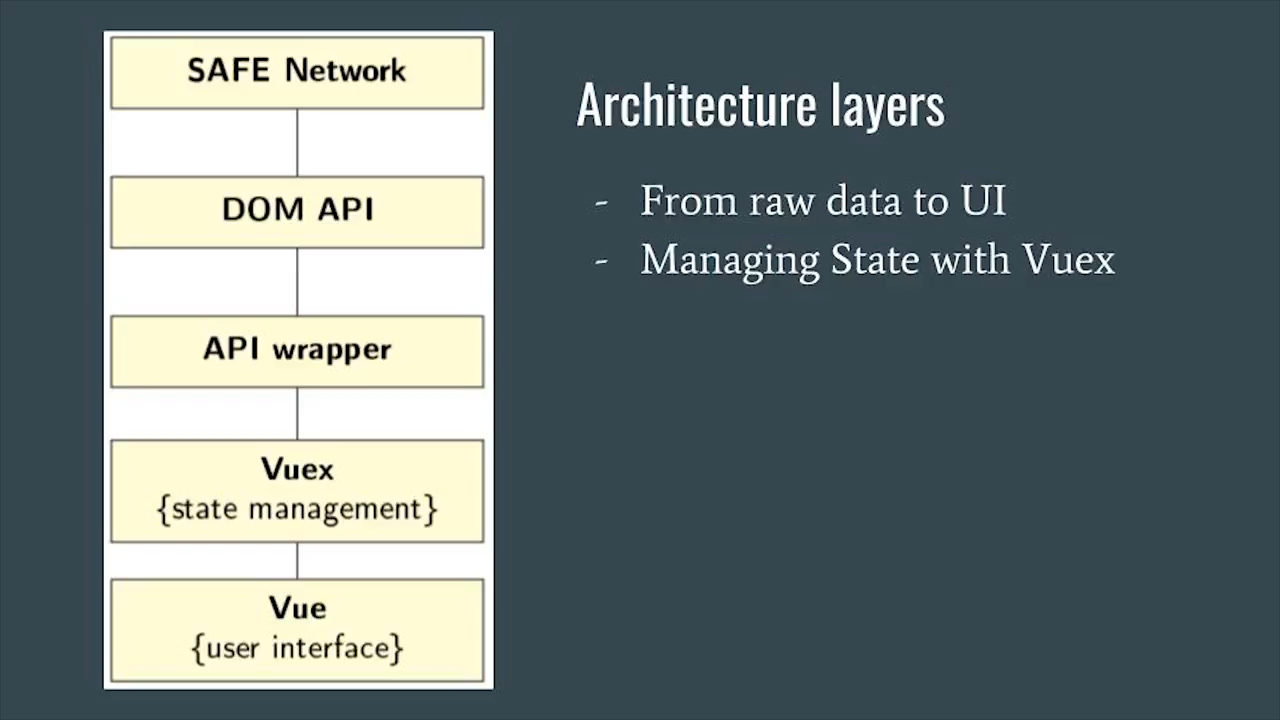 SAFE Network
DOM API
API wrapper
Vuex
{state management}
Vue
{user interface}
Architecture layers
- From raw data to UI
- Managing State with Vuex